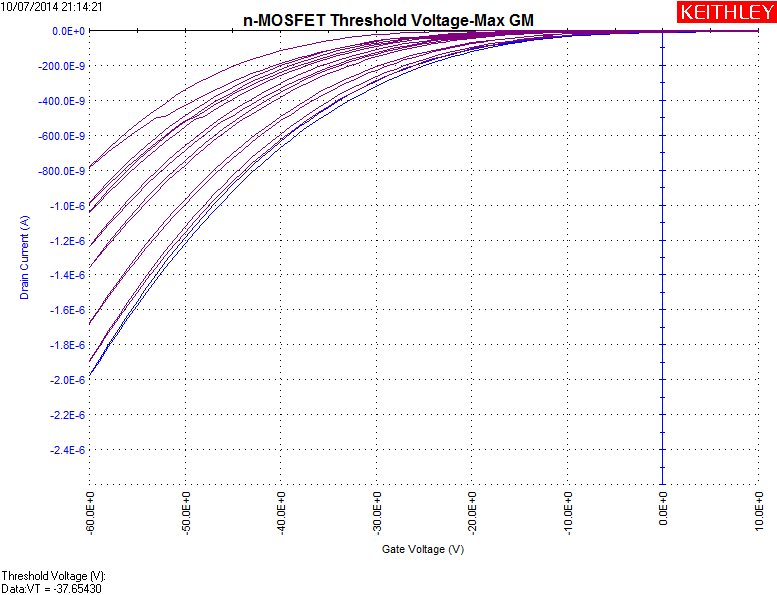 10/07/2014 21:14:21
KEITHLEY
n-MOSFET Threshold Voltage-Max GM
0.0E+0
-200.0E-9
-400.0E-9
-600.0E-9
-800.0E-9
-1.0E-6
-1.2E-6
-1.4E-6
-1.6E-6
-1.8E-6
-2.0E-6
-2.2E-6
-2.4E-6
Drain Current (A)
-60.0E+0
-50.0E+0
-40.0E+0
-30.0E+0
-20.0E+0
-10.0E+0
0.0E+0
10.0E+0
Gate Voltage (V)
Threshold Voltage (V):
Data:VT = -37.65430